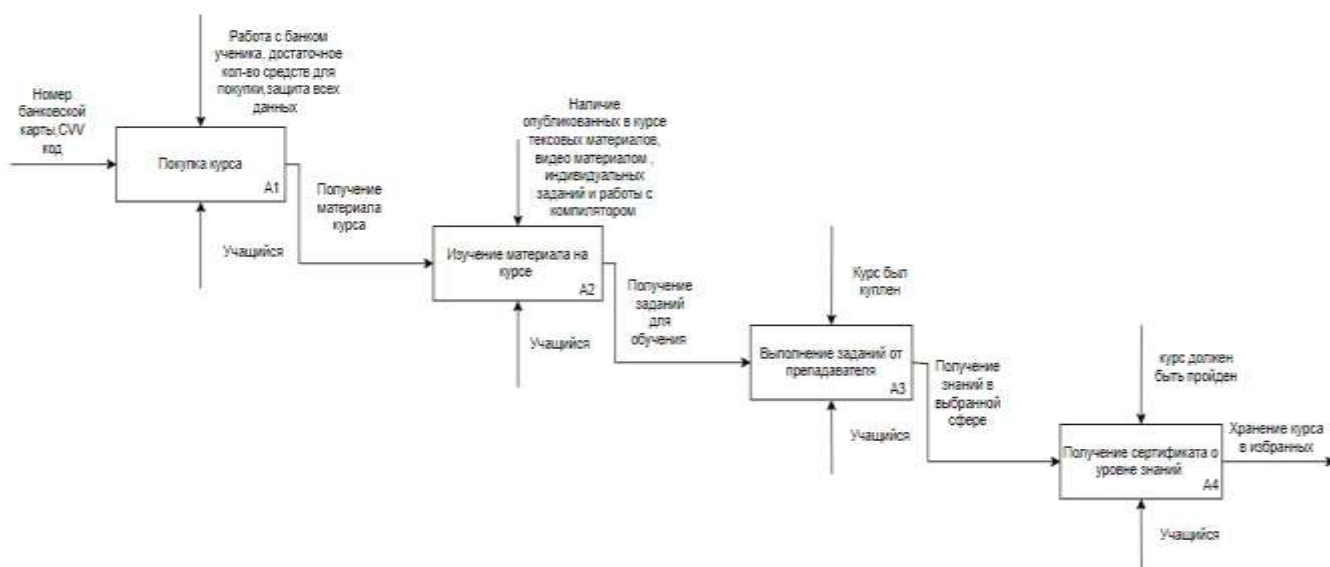 Работа с банком
ученика, достаточное
кол-во средств для
покупки,защита всех
данных
Номер
банковской
карты,CVV
код
Покупка курса
A1
Учащийся
Получение
материала
курса
Наличие
опубликованных в курсе
тексовых материалов,
видео материалом ,
индивидуальных
заданий и работы с
компилятором
Изучение материала на
курсе
A2
Учащийся
Получение
заданий
для
обучения
Курс был
куплен
Выполнение заданий от
преподавателя
A3
Учащийся
Получение
знаний в
выбранной
сфере
курс должен
быть пройден
Получение сертификата о
уровне знаний
A4
Учащийся
Хранение курса
в избранных